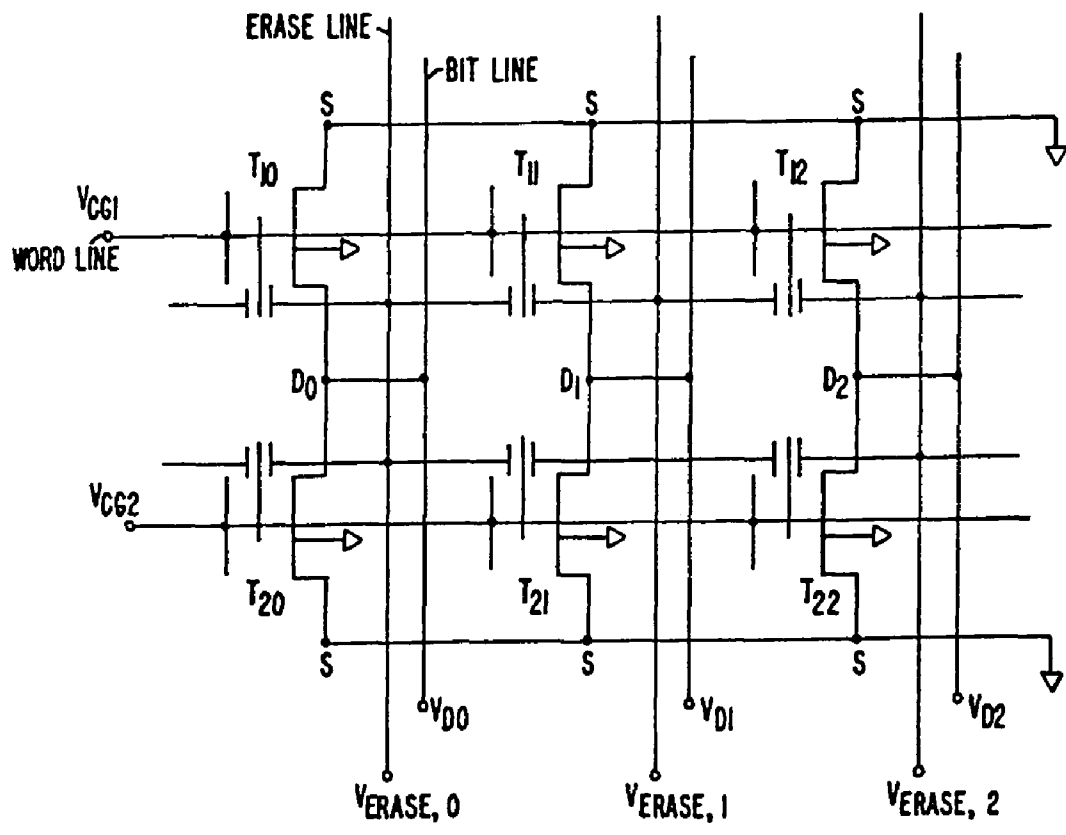 ERASE LINE
BIT LINE
S S S
T10 T11 T12
VCG1
WORD LINE
D0 D1 D2
VCG2
T20 T21 T22
S S S
VD0 VD1 VD2
VERASE, 0 VERASE, 1 VERASE, 2